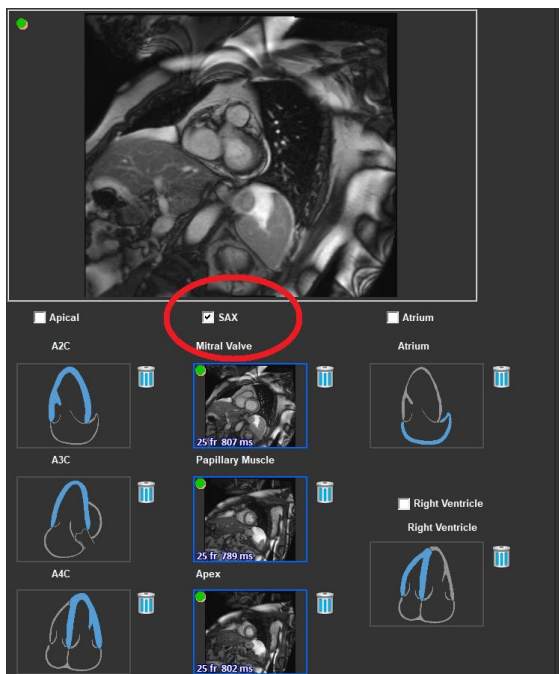 Apical
SAX
Atrium
A2C
Mitral Valve
Atrium
25 fr 807 ms
A3C
Papillary Muscle
Right Ventricle
Right Ventricle
25 fr 789 ms
A4C
Apex
25 fr 802 ms